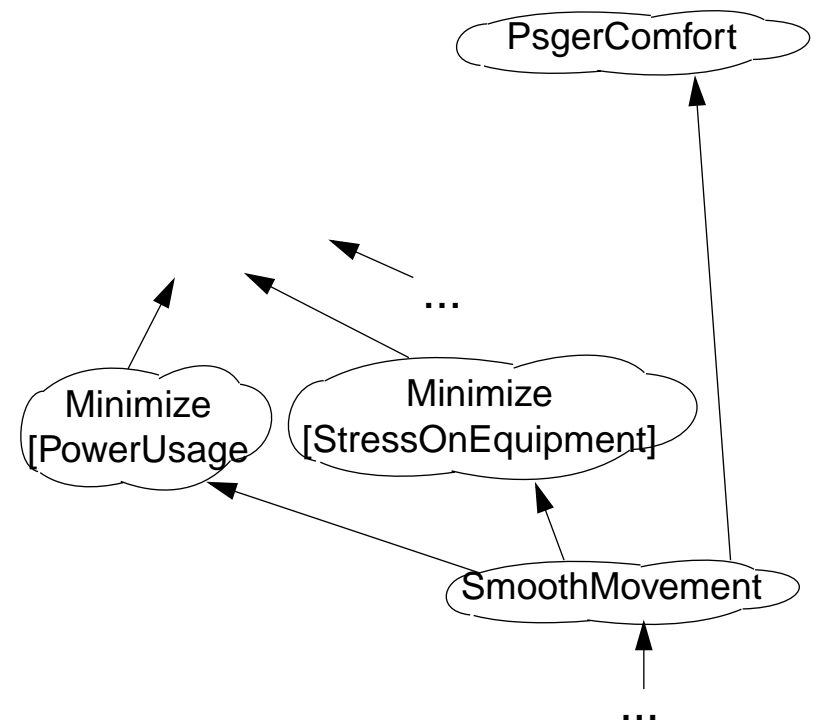 PsgerComfort
...
Minimize
[PowerUsage
Minimize
[StressOnEquipment]
SmoothMovement
...